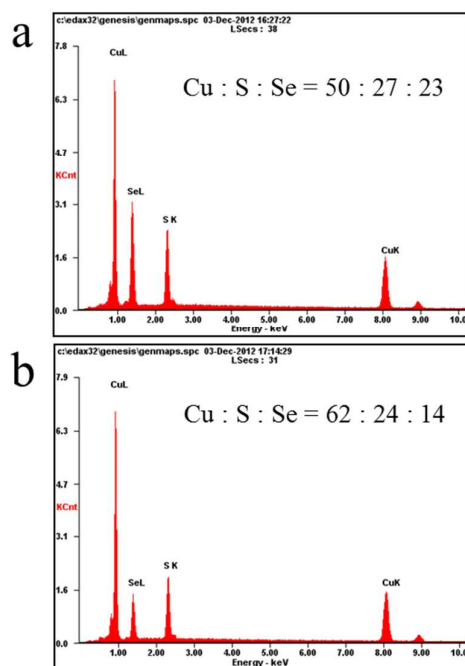 a
c:\edax32\genesis\genmaps.spc 03-Dec-2012 16:27:22
LSecs : 38
7.8
CuL
Cu : S : Se = 50 : 27 : 23
6.3
4.7
KCnt
SeL
3.1
S K
CuK
1.6
0.0
1.00 2.00 3.00 4.00 5.00 6.00 7.00 8.00 9.00 10.0
Energy - keV
b
c:\edax32\genesis\genmaps.spc 03-Dec-2012 17:14:29
LSecs : 31
7.9
CuL
Cu : S : Se = 62 : 24 : 14
6.3
4.7
KCnt
3.1
S K
SeL
CuK
1.6
0.0
1.00 2.00 3.00 4.00 5.00 6.00 7.00 8.00 9.00 10.0
Energy - keV